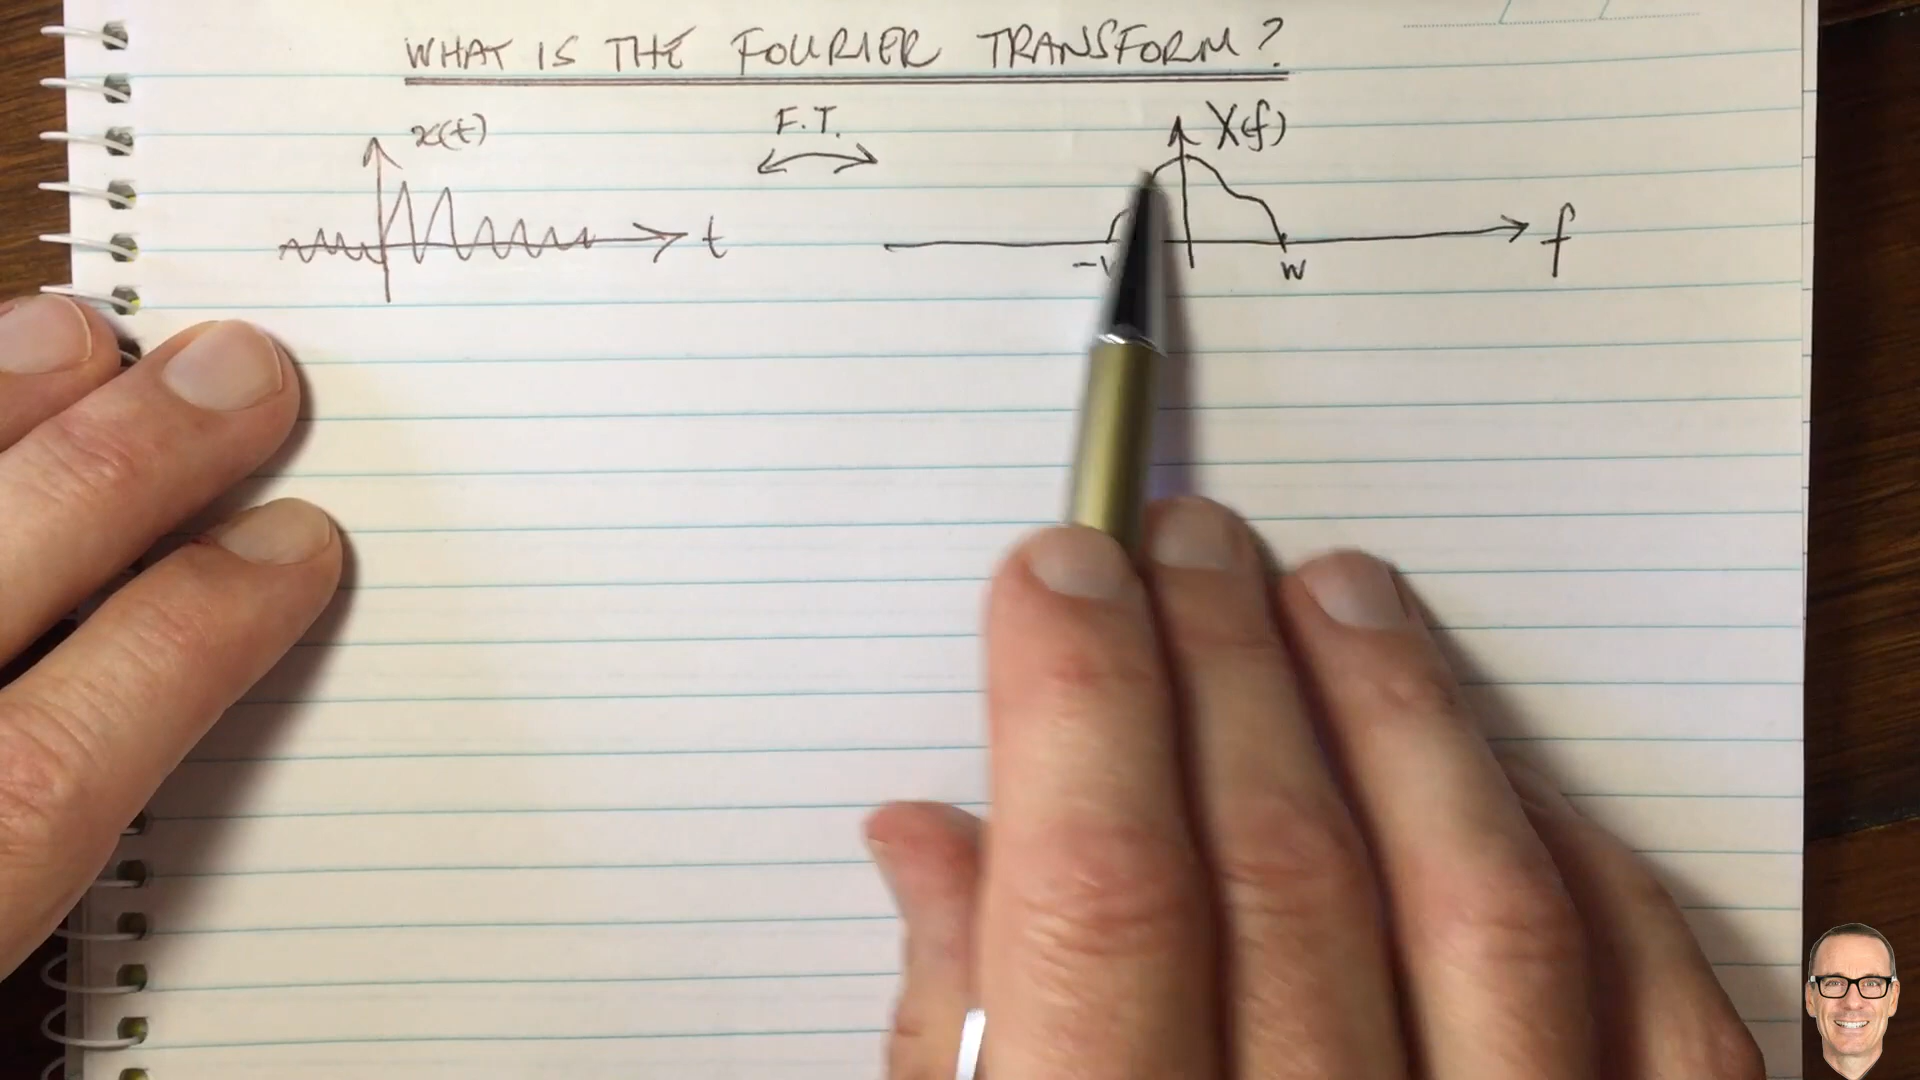 WHAT IS THE FOURIER TRANSFORM?
x(t)
F.T.
X(f)
t
f
W